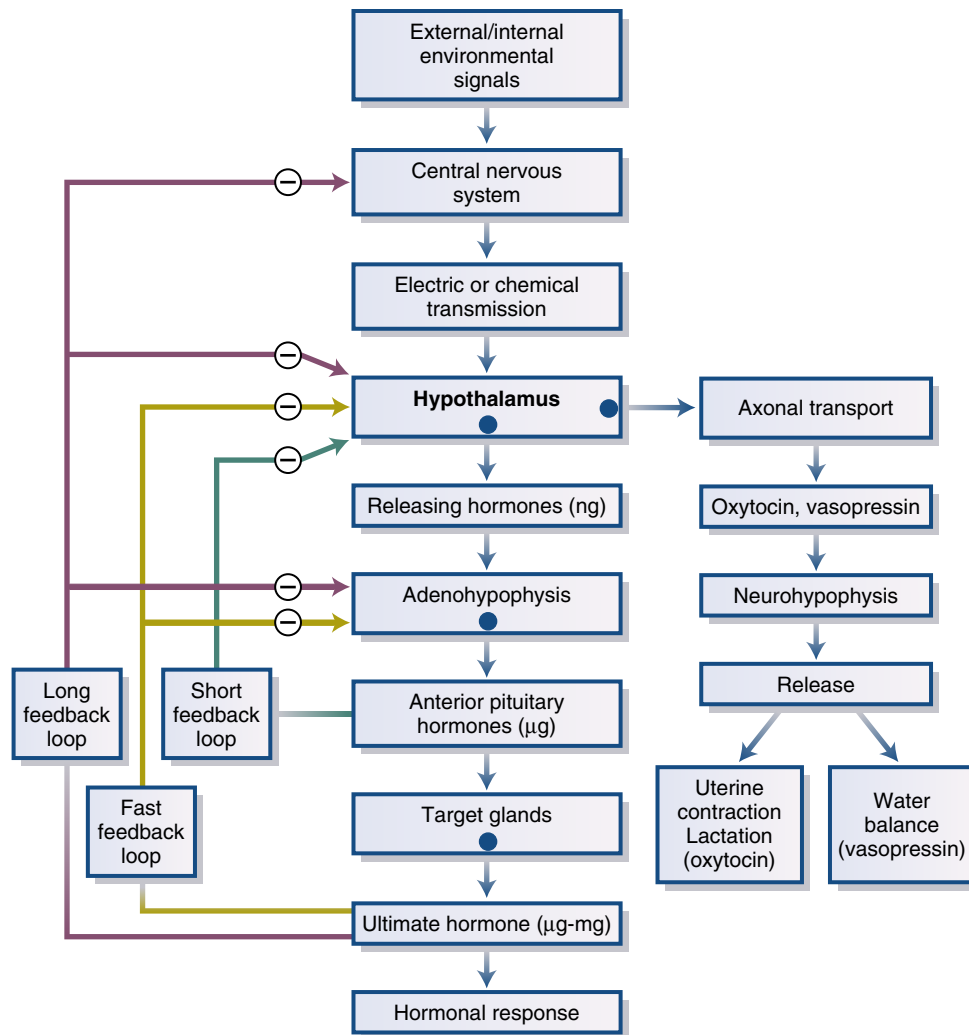 External/internal
environmental
signals
Central nervous
system
Electric or chemical
transmission
Hypothalamus
Axonal transport
Releasing hormones (ng)
Oxytocin, vasopressin
Adenohypophysis
Neurohypophysis
Long
feedback
loop
Short
feedback
loop
Anterior pituitary
hormones (μg)
Release
Fast
feedback
loop
Target glands
Uterine
contraction
Lactation
(oxytocin)
Water
balance
(vasopressin)
Ultimate hormone (μg-mg)
Hormonal response